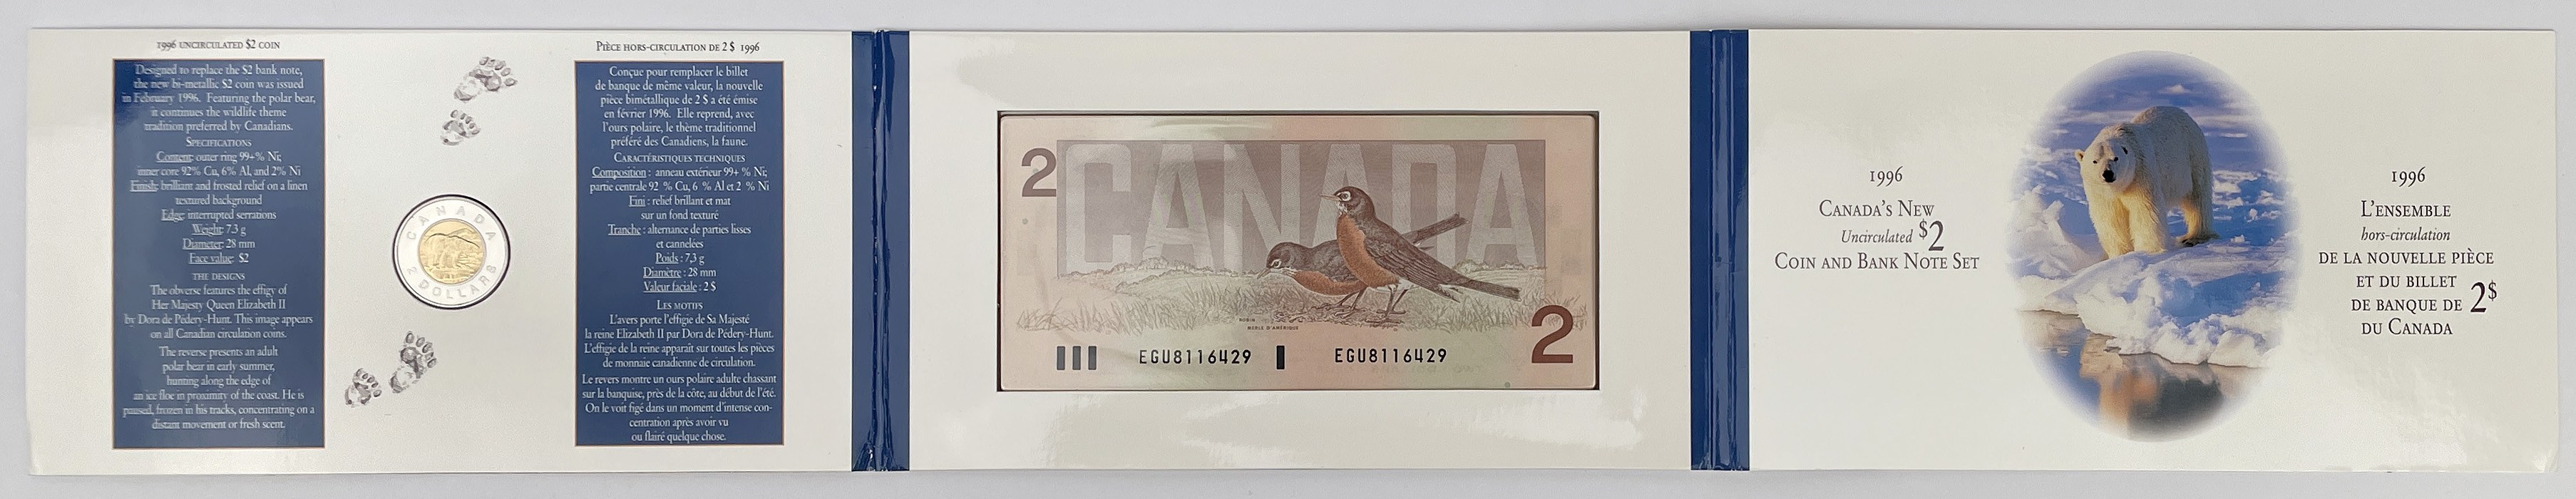 1996 UNCIRCULATED $2 COIN
Designed to replace the $2 bank note,
the new bi-metallic $2 coin was issued
in February 1996. Featuring the polar bear,
it continues the wildlife theme
tradition preferred by Canadians.
SPECIFICATIONS
Content: outer ring 99+% Ni;
inner core 92% Cu, 6% Al, and 2% Ni
Finish: brilliant and frosted relief on a linen
textured background
Edge: interrupted serrations
Weight: 7.3 g
Diameter: 28 mm
Face value: $2
THE DESIGNS
The obverse features the effigy of
Her Majesty Queen Elizabeth II
by Dora de Pédery-Hunt. This image appears
on all Canadian circulation coins.
The reverse presents an adult
polar bear in early summer,
hunting along the edge of
an ice floe in proximity of the coast. He is
paused, frozen in his tracks, concentrating on a
distant movement or fresh scent.
CANADA
2 DOLLARS
PIÈCE HORS-CIRCULATION DE 2 $ 1996
Conçue pour remplacer le billet
de banque de même valeur, la nouvelle
pièce bimétallique de 2 $ a été émise
en février 1996. Elle reprend, avec
l'ours polaire, le thème traditionnel
préféré des Canadiens, la faune.
CARACTÉRISTIQUES TECHNIQUES
Composition : anneau extérieur 99+ % Ni;
partie centrale 92 % Cu, 6 % Al et 2 % Ni
Fini : relief brillant et mat
sur un fond texturé
Tranche : alternance de parties lisses
et cannelées
Poids : 7,3 g
Diamètre : 28 mm
Valeur faciale : 2 $
LES MOTIFS
L'avers porte l'effigie de Sa Majesté
la reine Elizabeth II par Dora de Pédery-Hunt.
L'effigie de la reine apparaît sur toutes les pièces
de monnaie canadienne de circulation.
Le revers montre un ours polaire adulte chassant
sur la banquise, près de la côte, au début de l'été.
On le voit figé dans un moment d'intense con-
centration après avoir vu
ou flairé quelque chose.
2
CANADA
ROBIN
MERLE D'AMÉRIQUE
2
EGU8116429 EGU8116429
1996
CANADA'S NEW
Uncirculated $2
COIN AND BANK NOTE SET
1996
L'ENSEMBLE
hors-circulation
DE LA NOUVELLE PIÈCE
ET DU BILLET
DE BANQUE DE 2$
DU CANADA